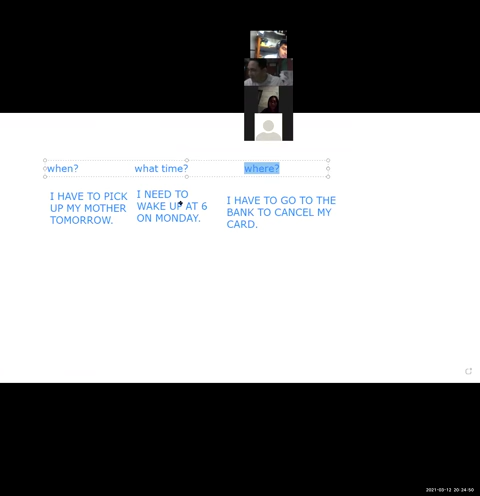 when? what time? where?
I HAVE TO PICK
UP MY MOTHER
TOMORROW.
I NEED TO
WAKE UP AT 6
ON MONDAY.
I HAVE TO GO TO THE
BANK TO CANCEL MY
CARD.
2021-03-12 20:24:50